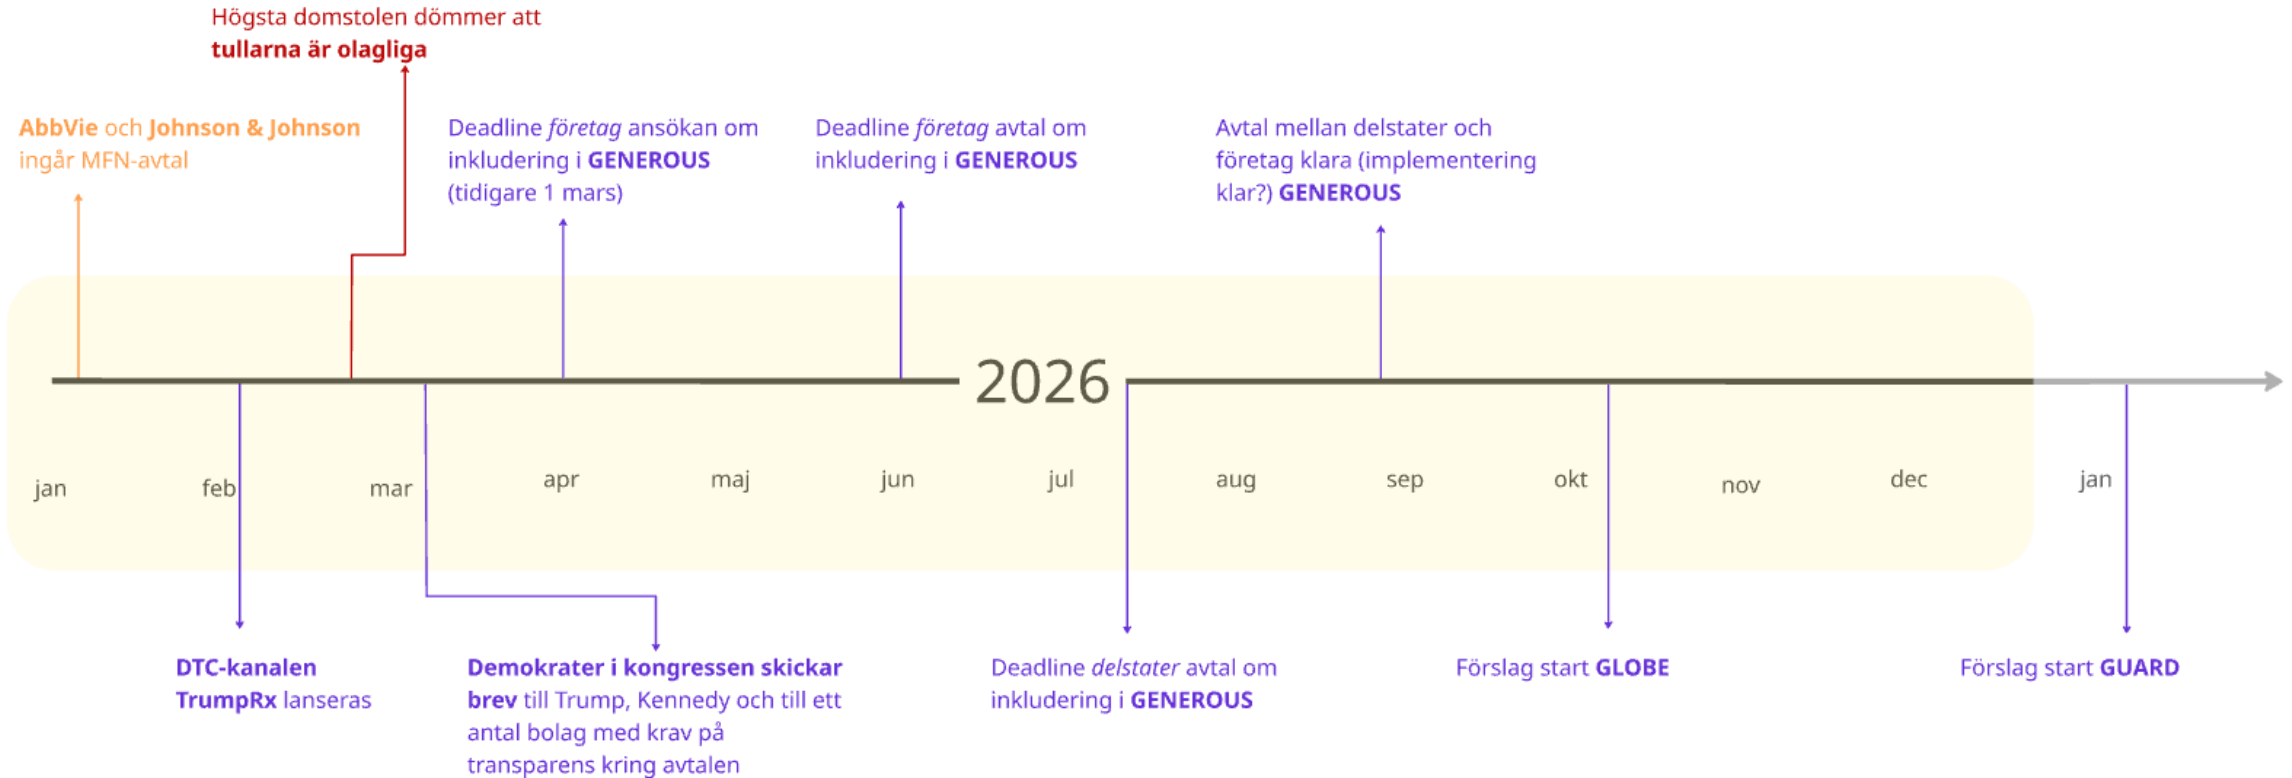 Högsta domstolen dömmer att
tullarna är olagliga
AbbVie och Johnson & Johnson
ingår MFN-avtal
Deadline företag ansökan om
inkludering i GENEROUS
(tidigare 1 mars)
Deadline företag avtal om
inkludering i GENEROUS
Avtal mellan delstater och
företag klara (implementering
klar?) GENEROUS
2026
jan
feb
mar
apr
maj
jun
jul
aug
sep
okt
nov
dec
jan
DTC-kanalen
TrumpRx lanseras
Demokrater i kongressen skickar
brev till Trump, Kennedy och till ett
antal bolag med krav på
transparens kring avtalen
Deadline delstater avtal om
inkludering i GENEROUS
Förslag start GLOBE
Förslag start GUARD